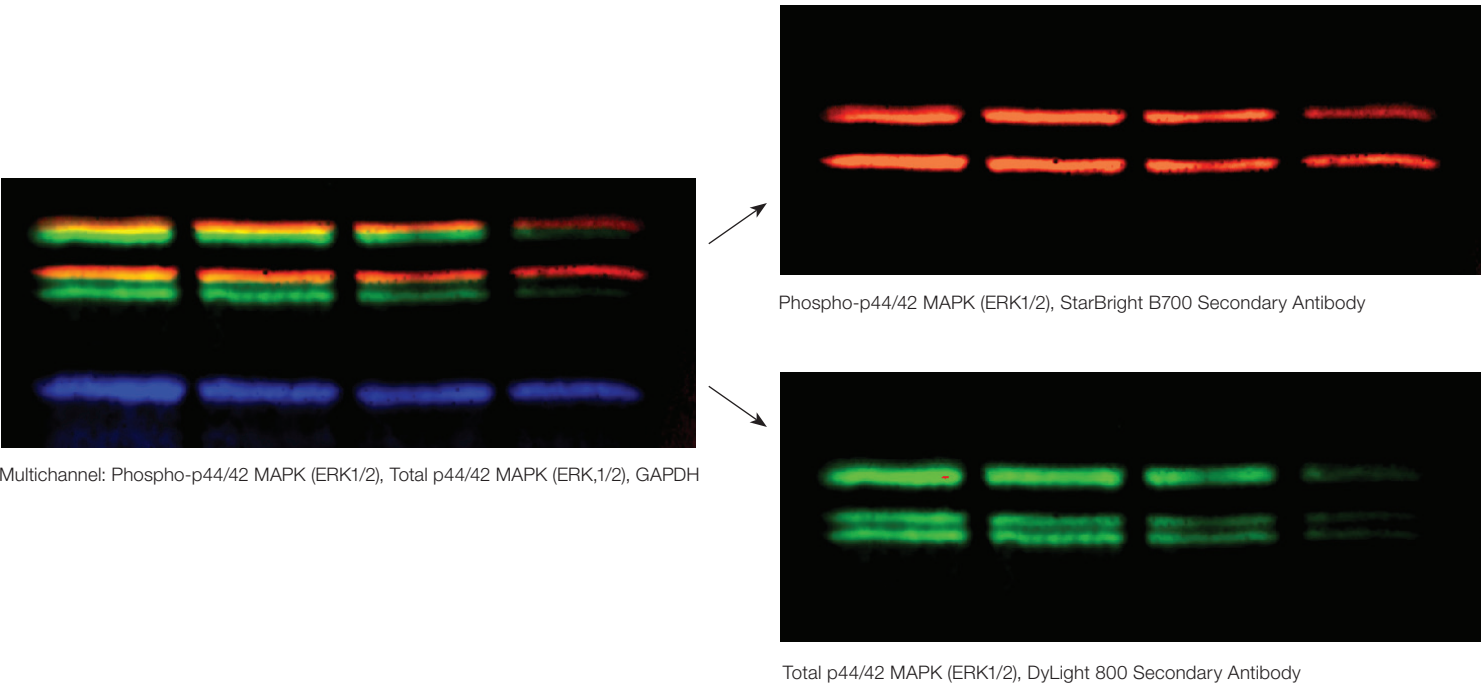 Phospho-p44/42 MAPK (ERK1/2), StarBright B700 Secondary Antibody
Multichannel: Phospho-p44/42 MAPK (ERK1/2), Total p44/42 MAPK (ERK,1/2), GAPDH
Total p44/42 MAPK (ERK1/2), DyLight 800 Secondary Antibody